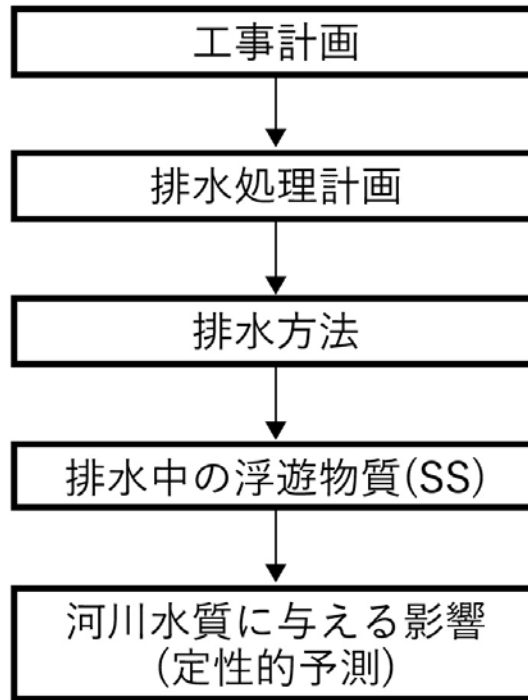 工事計画
排水処理計画
排水方法
排水中の浮遊物質(SS)
河川水質に与える影響
(定性的予測)